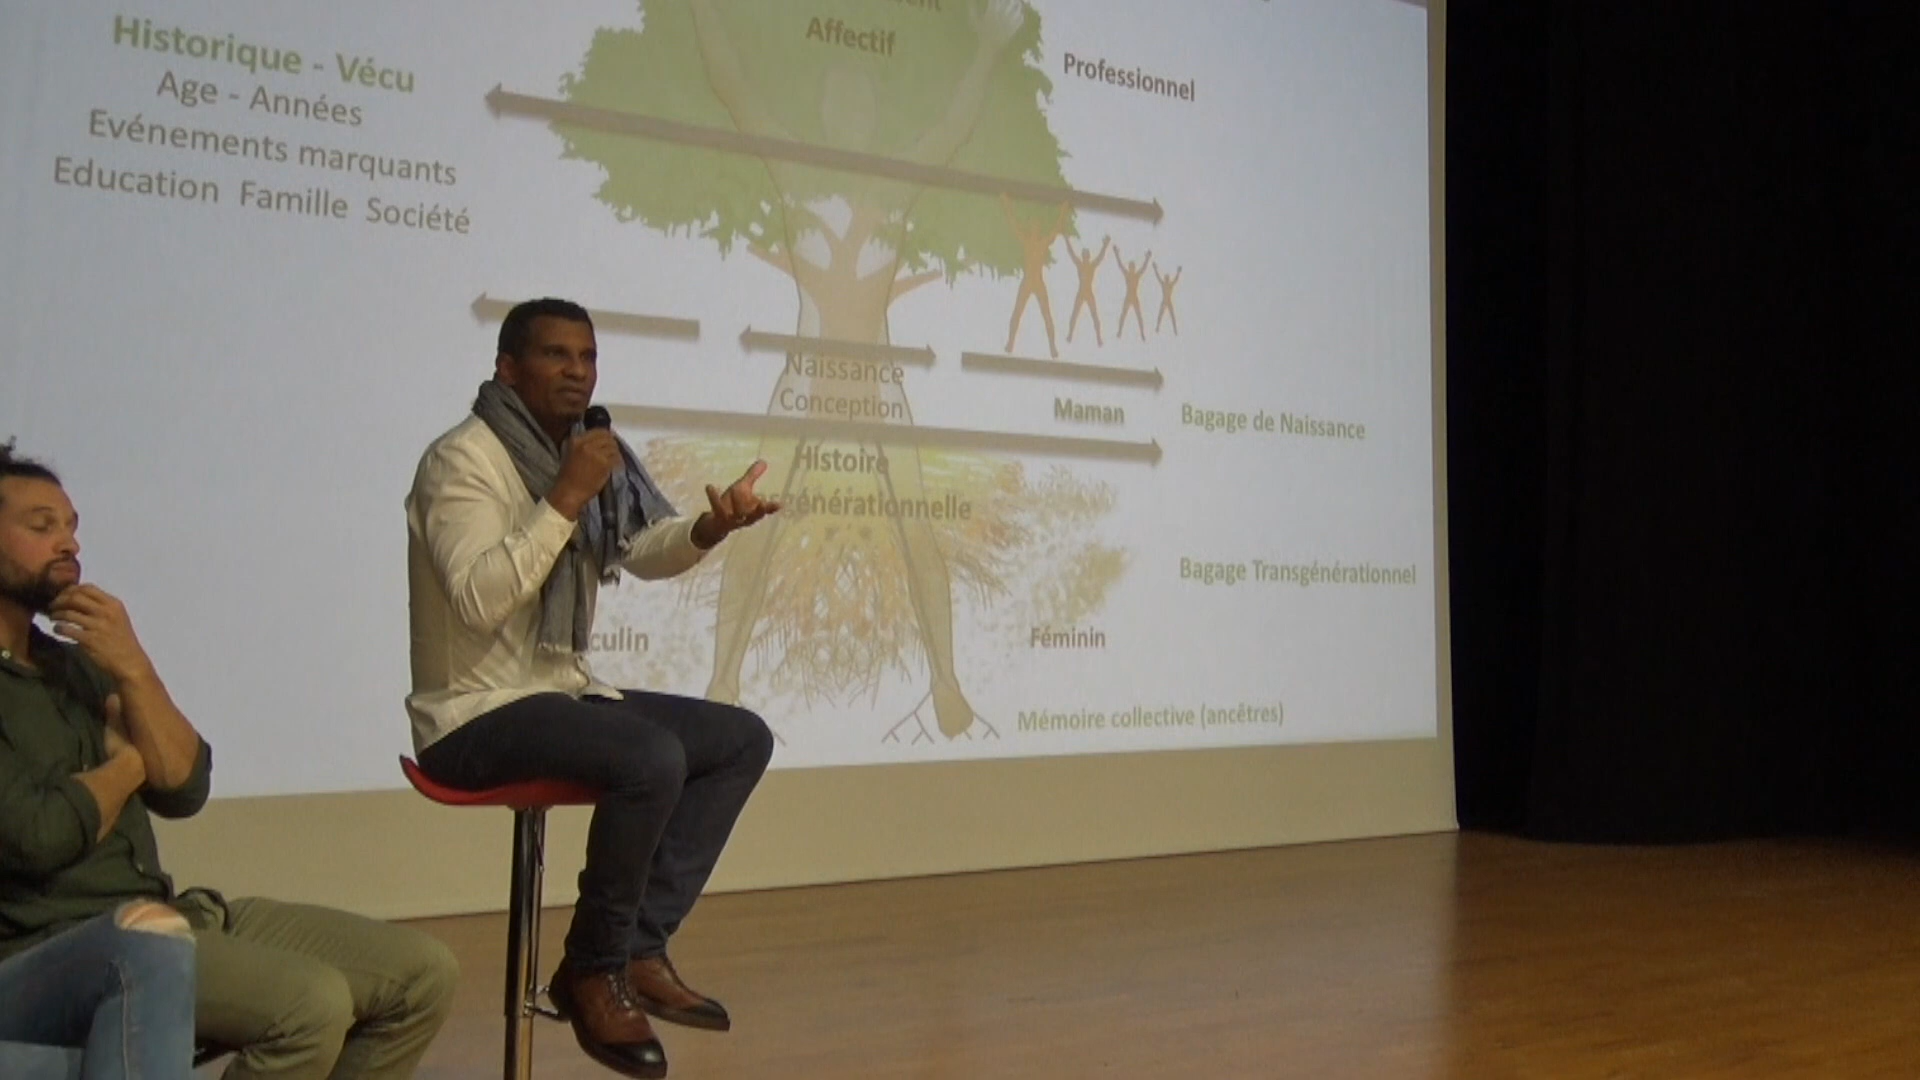 Affectif
Historique - Vécu
Age - Années
Evénements marquants
Education Famille Société
Professionnel
Naissance
Conception
Maman
Bagage de Naissance
Histoire
Bagage Transgénérationnel
Féminin
Mémoire collective (ancêtres)